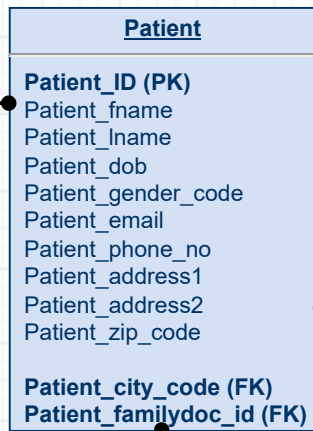 Patient
Patient_ID (PK)
Patient_fname
Patient_lname
Patient_dob
Patient_gender_code
Patient_email
Patient_phone_no
Patient_address1
Patient_address2
Patient_zip_code
Patient_city_code (FK)
Patient_familydoc_id (FK)